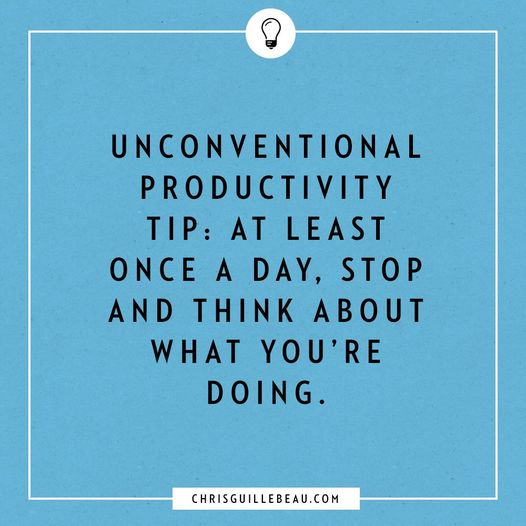 UNCONVENTIONAL
PRODUCTIVITY
TIP: AT LEAST
ONCE A DAY, STOP
AND THINK ABOUT
WHAT YOU’RE
DOING.
CHRISGUILLEBEAU.COM